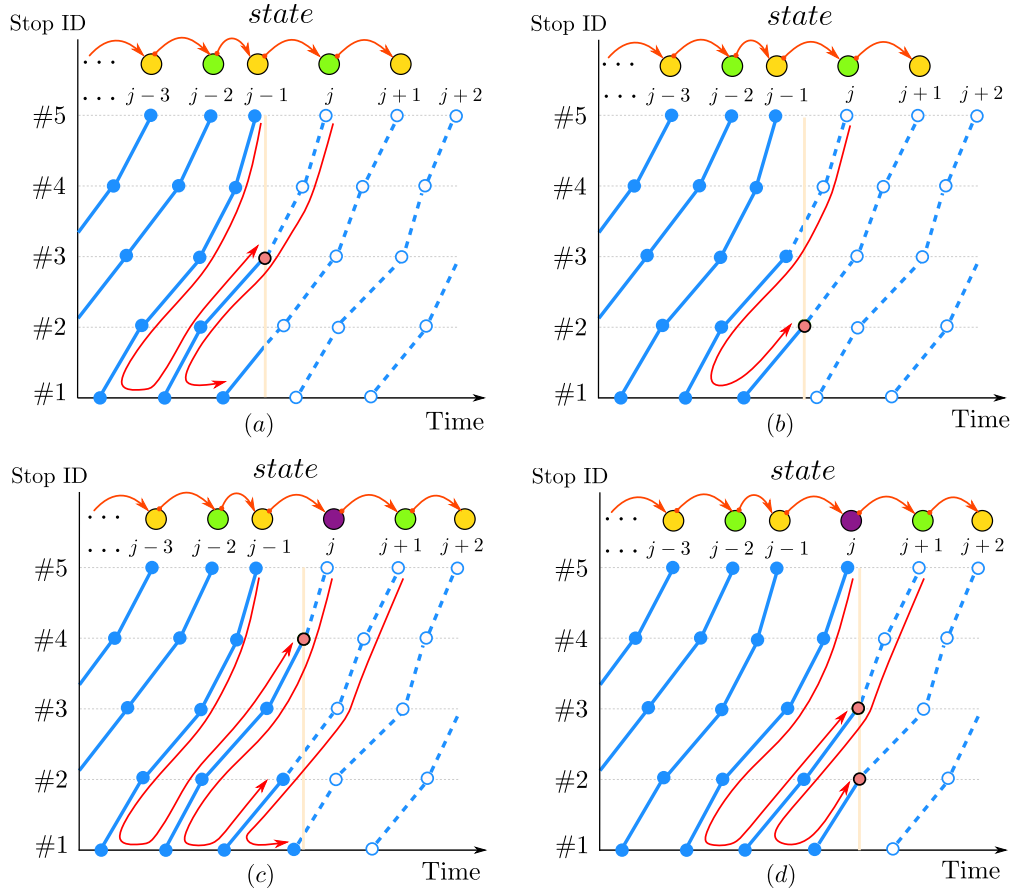 state
Stop ID
· · ·
· · · j − 3 j − 2 j − 1 j j + 1 j + 2
#5
#4
#3
#2
#1
Time
(a)
state
Stop ID
· · ·
· · · j − 3 j − 2 j − 1 j j + 1 j + 2
#5
#4
#3
#2
#1
Time
(b)
state
Stop ID
· · ·
· · · j − 3 j − 2 j − 1 j j + 1 j + 2
#5
#4
#3
#2
#1
Time
(c)
state
Stop ID
· · ·
· · · j − 3 j − 2 j − 1 j j + 1 j + 2
#5
#4
#3
#2
#1
Time
(d)